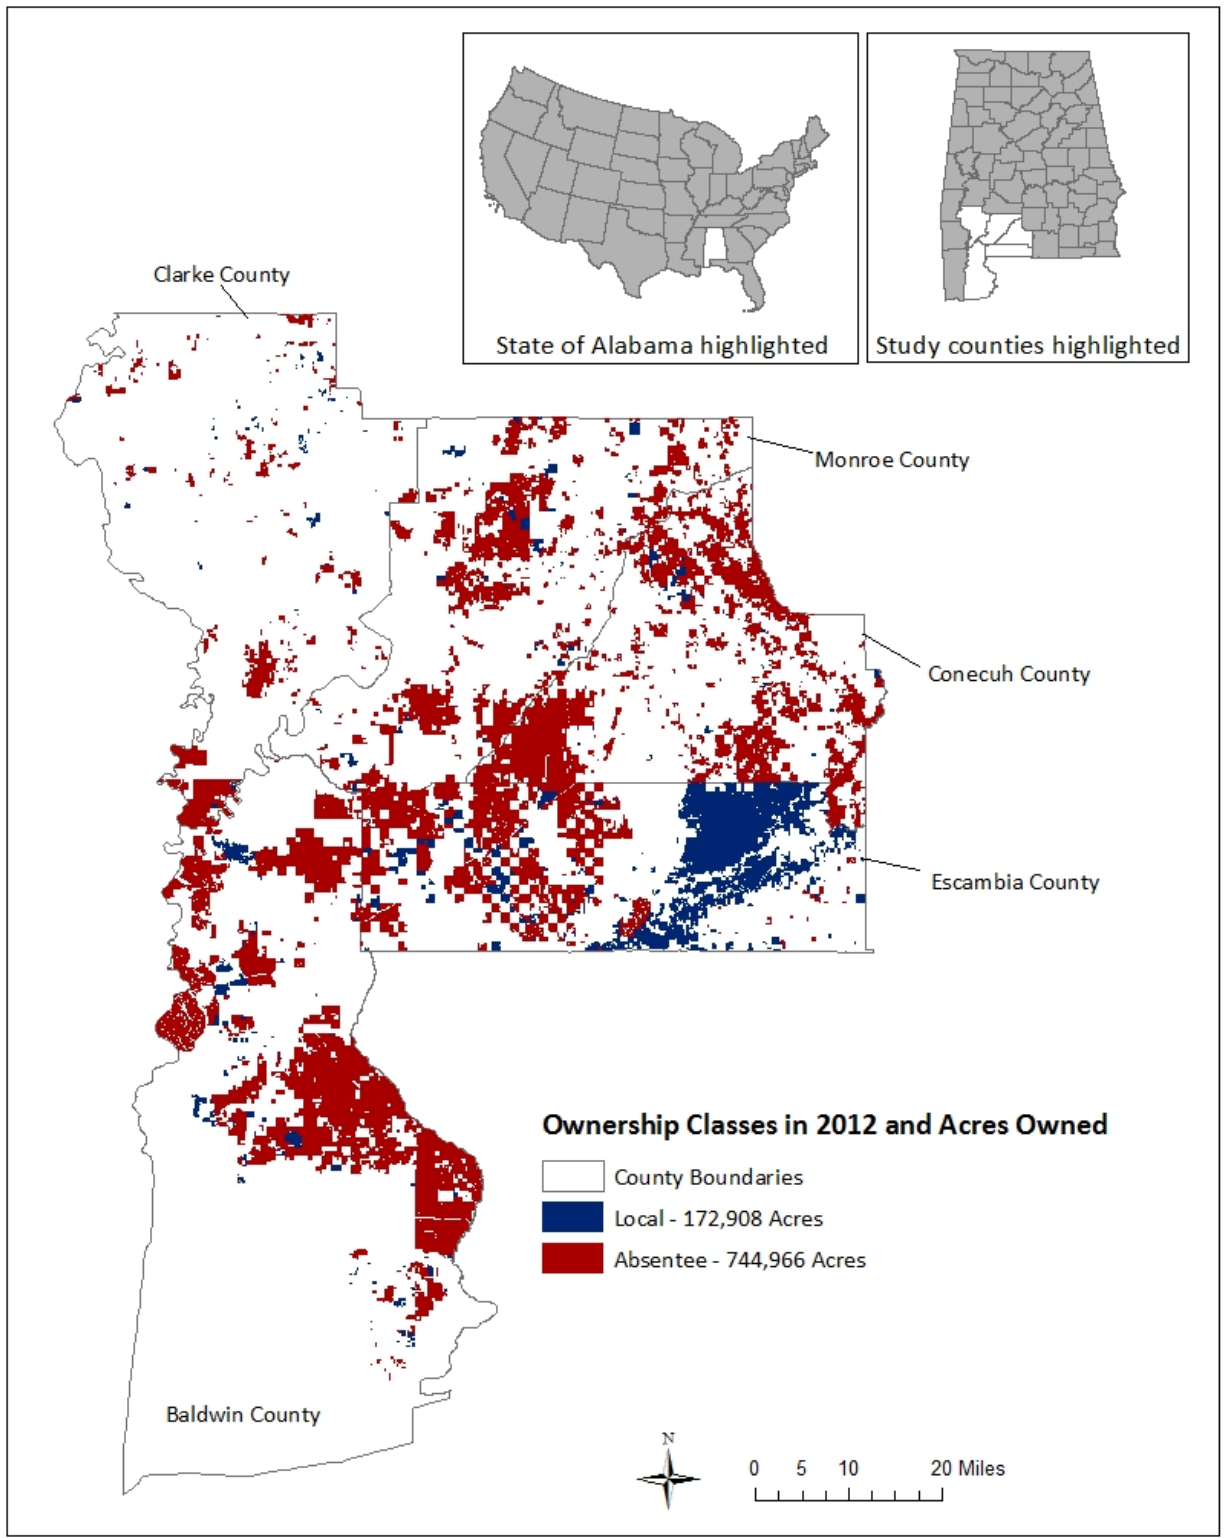 State of Alabama highlighted
Study counties highlighted
Clarke County
Monroe County
Conecuh County
Escambia County
Ownership Classes in 2012 and Acres Owned
County Boundaries
Local - 172,908 Acres
Absentee - 744,966 Acres
Baldwin County
N
0 5 10 20 Miles